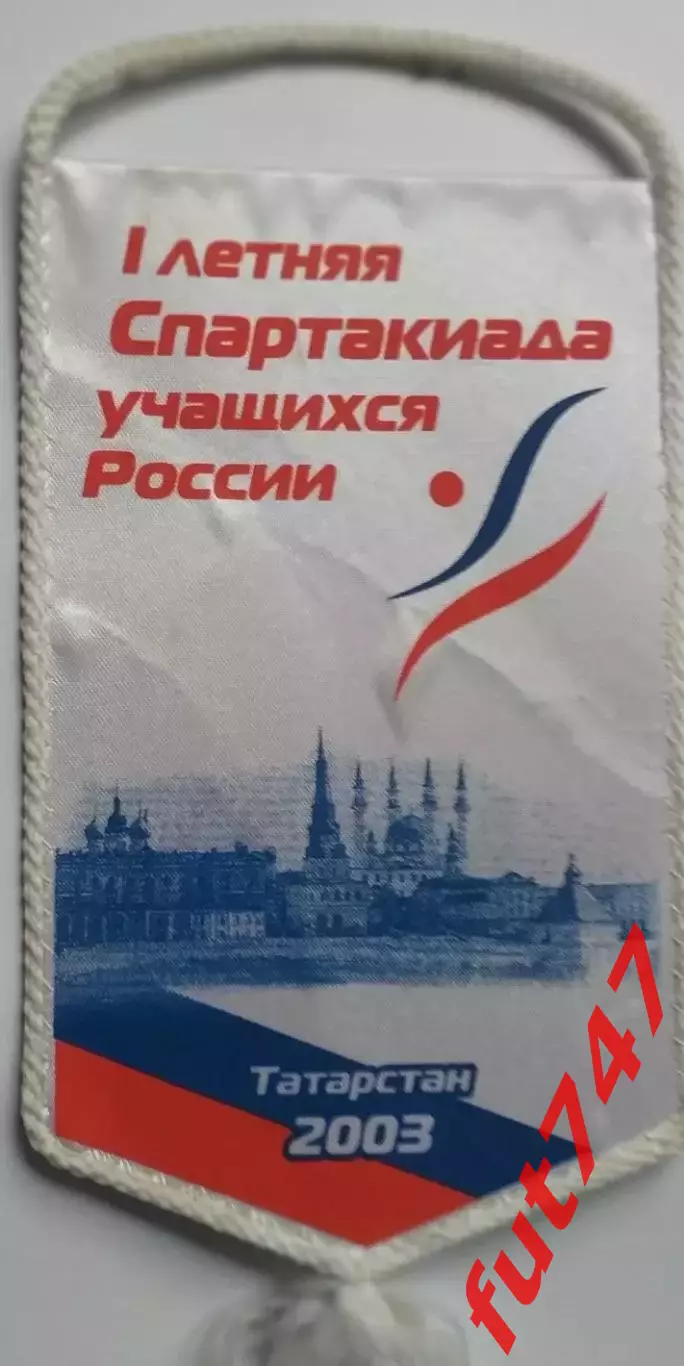 I летняя
Спартакиада
учащихся
России
Татарстан
2003
fut747